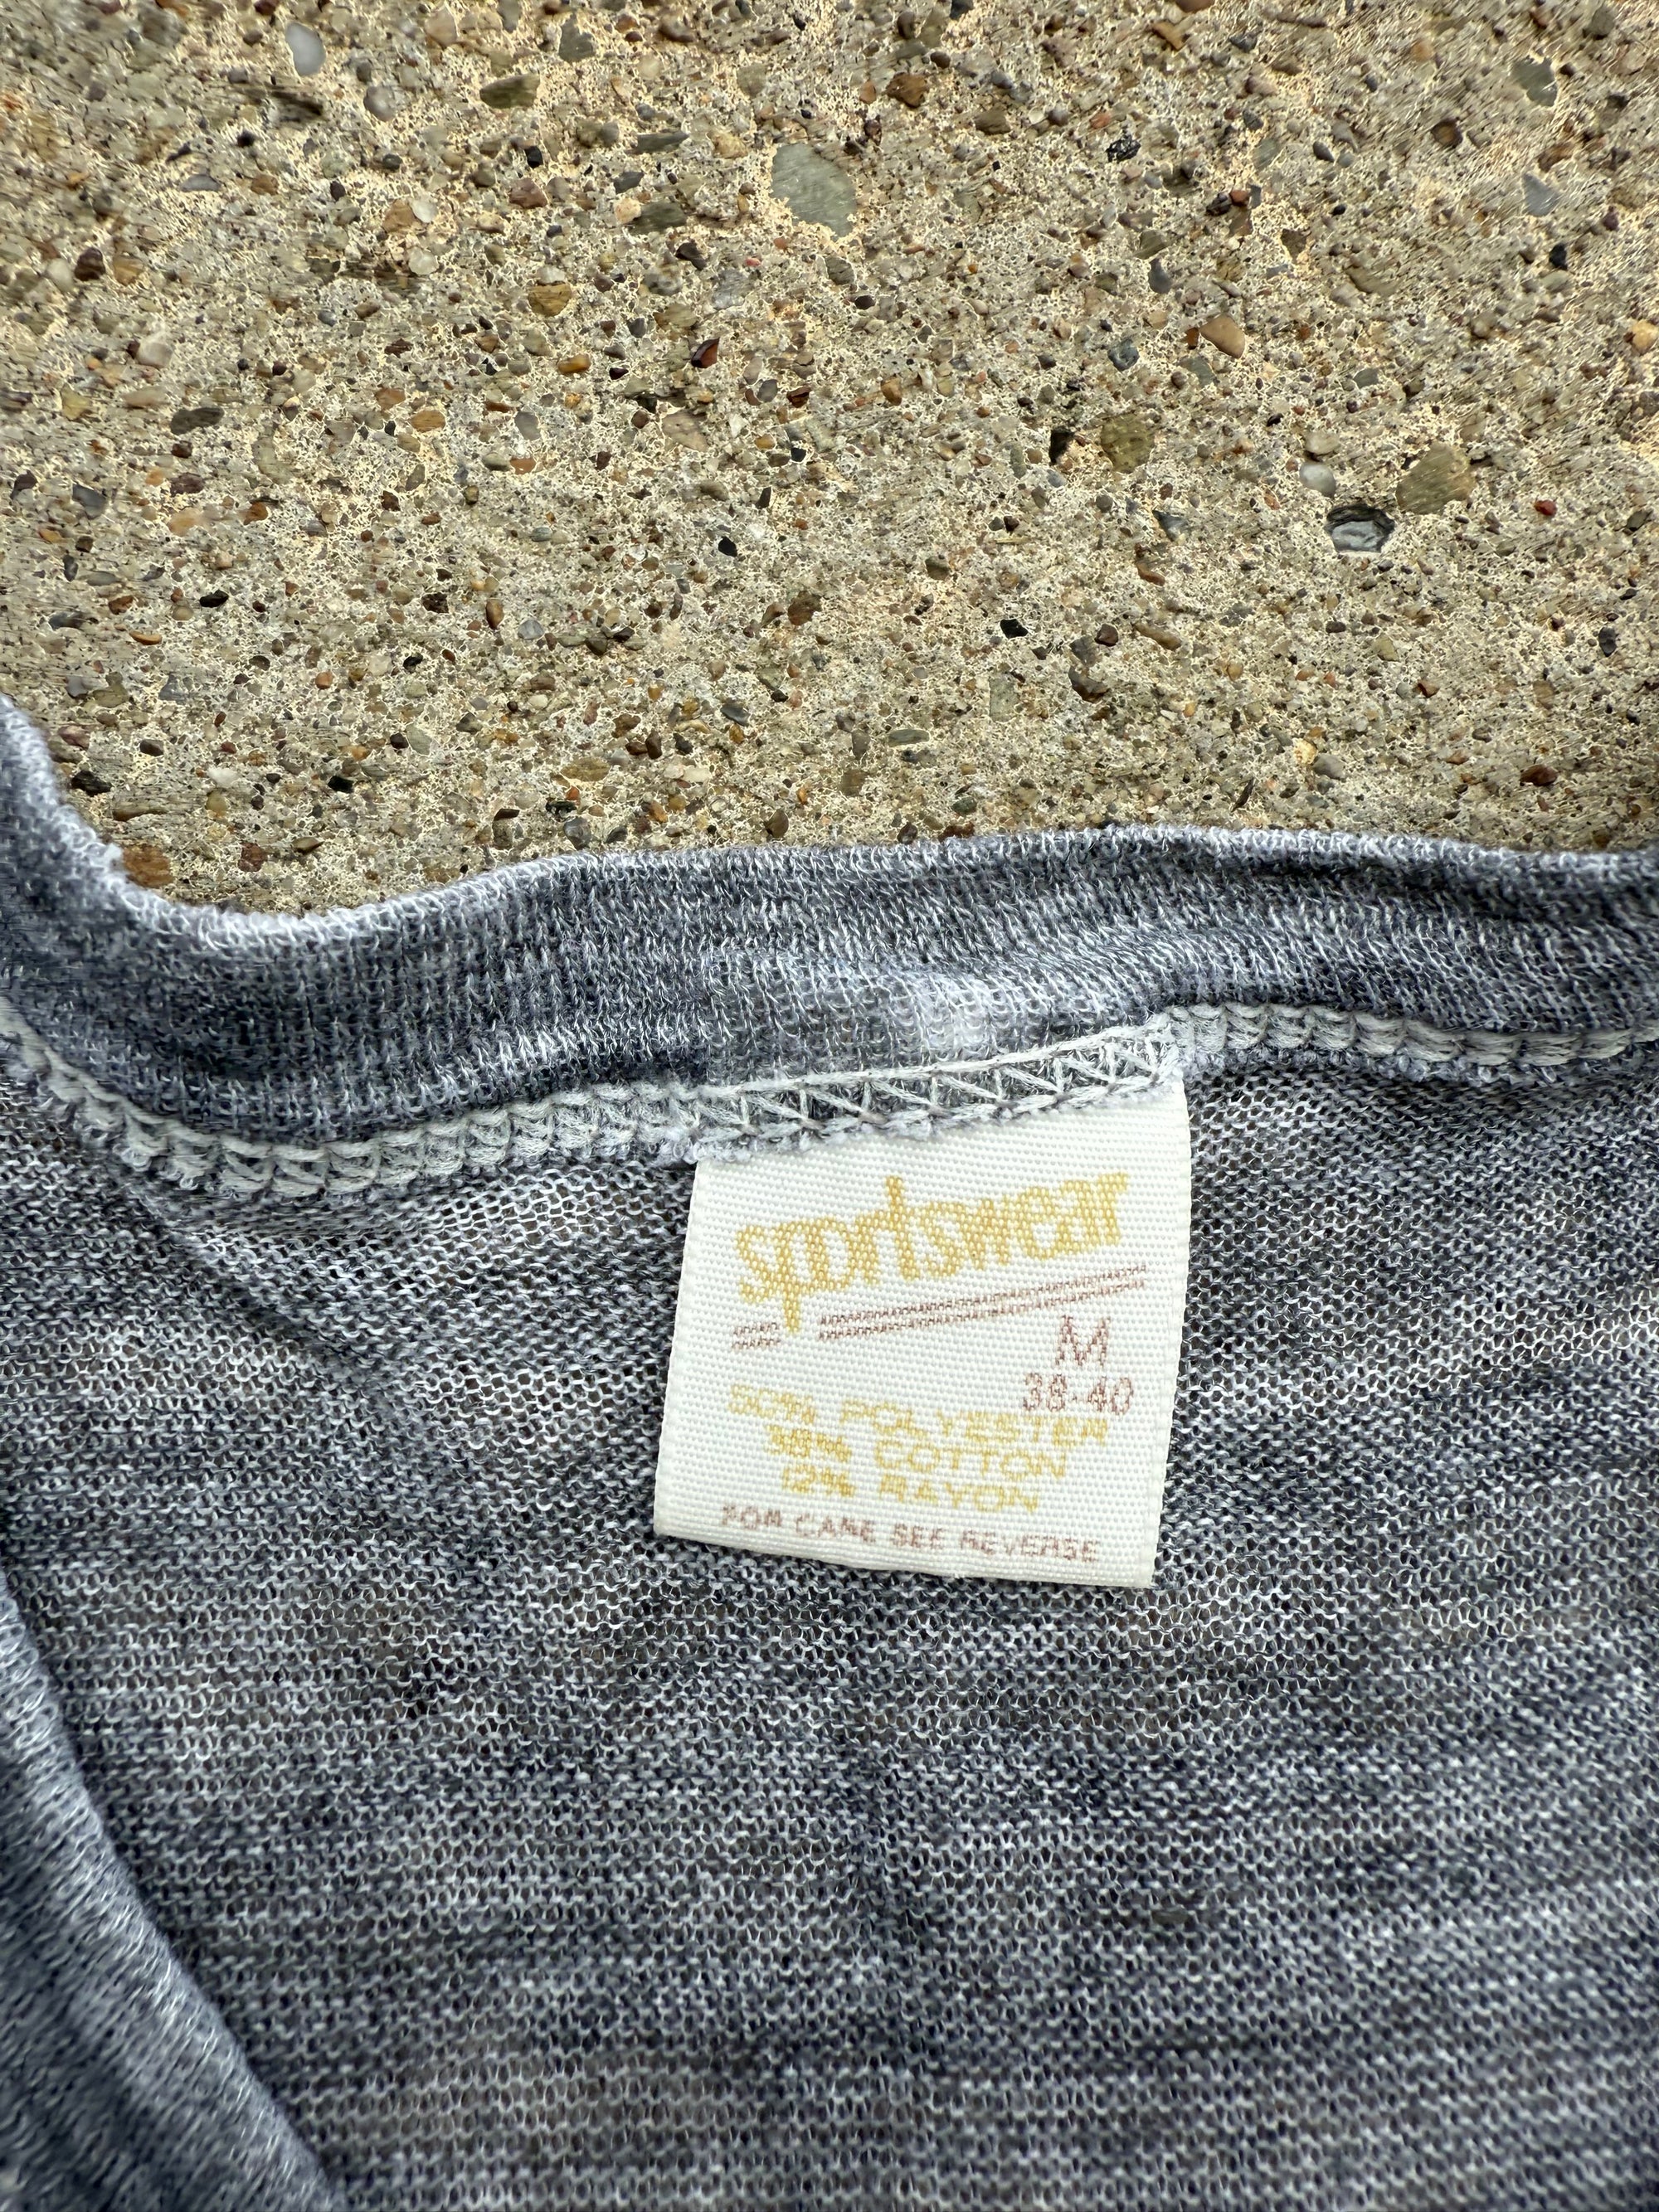 sportswear
M
38-40
50% POLYESTER
38% COTTON
12% RAYON
FOR CARE SEE REVERSE